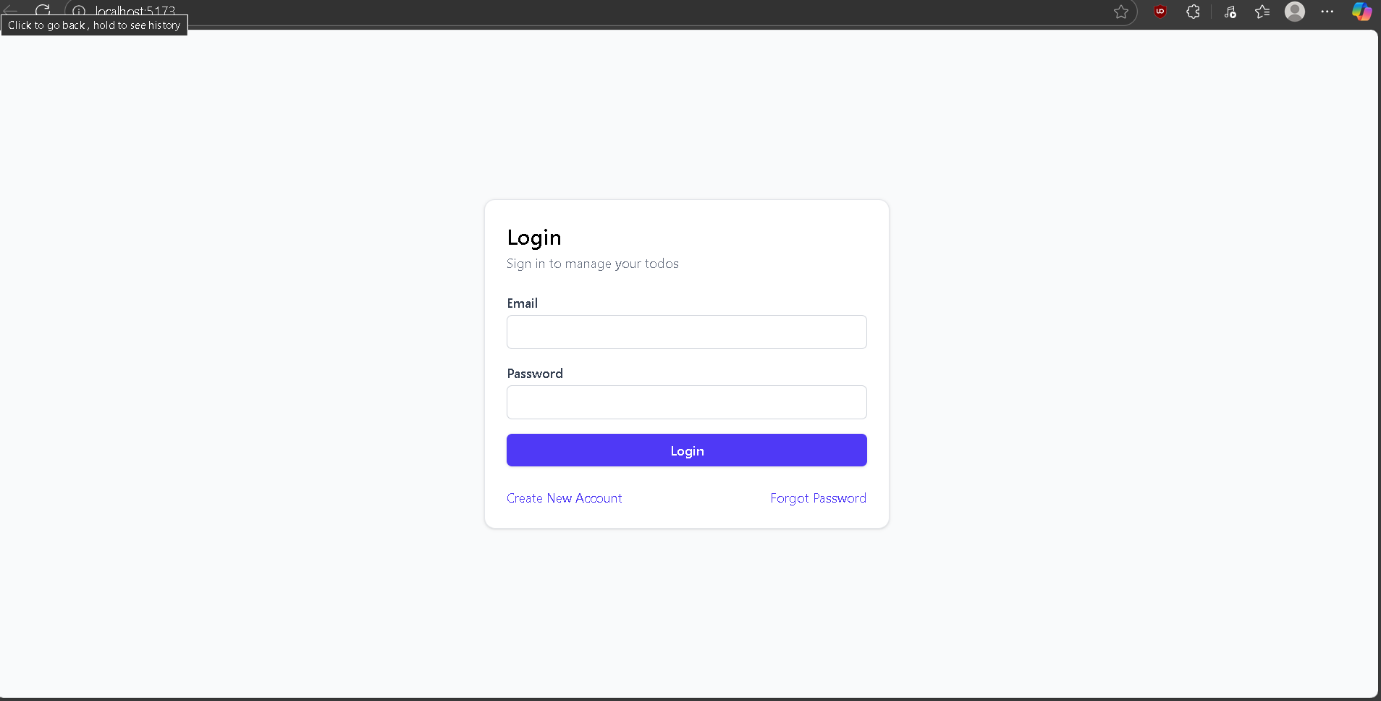 localhost:5173
Click to go back, hold to see history
Login
Sign in to manage your todos
Email
Password
Login
Create New Account
Forgot Password